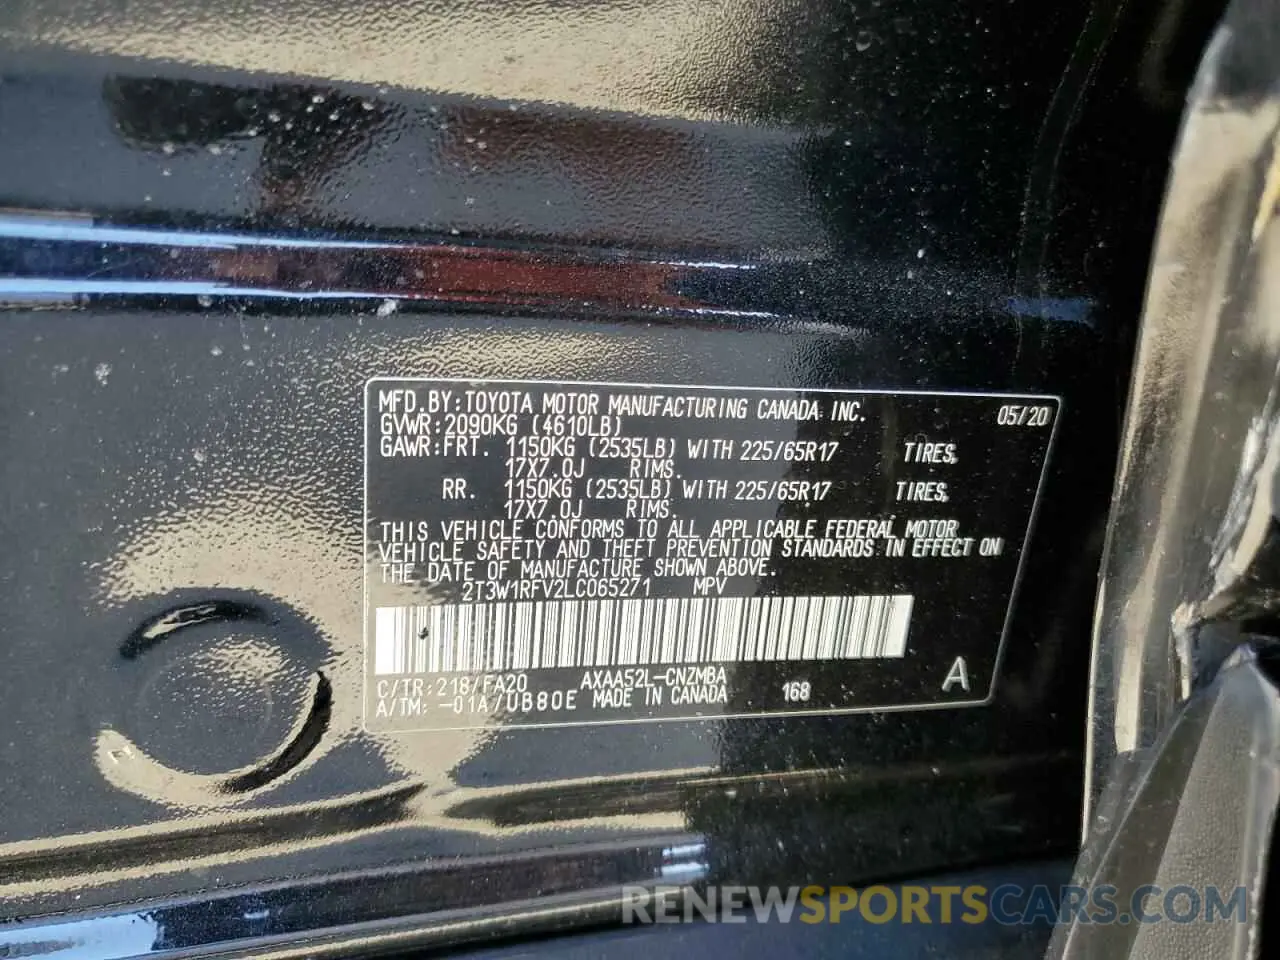 MFD.BY:TOYOTA MOTOR MANUFACTURING CANADA INC. 05/20
GVWR:2090KG (4610LB)
GAWR:FRT. 1150KG (2535LB) WITH 225/65R17 TIRES,
17X7.0J RIMS.
RR. 1150KG (2535LB) WITH 225/65R17 TIRES,
17X7.0J RIMS.
THIS VEHICLE CONFORMS TO ALL APPLICABLE FEDERAL MOTOR
VEHICLE SAFETY AND THEFT PREVENTION STANDARDS IN EFFECT ON
THE DATE OF MANUFACTURE SHOWN ABOVE.
2T3W1RFV2LC065271 MPV
C/TR:218/FA20 AXAA52L-CNZMBA
A/TM: -01A/UB80E MADE IN CANADA 168 A
RENEWSPORTSCARS.COM